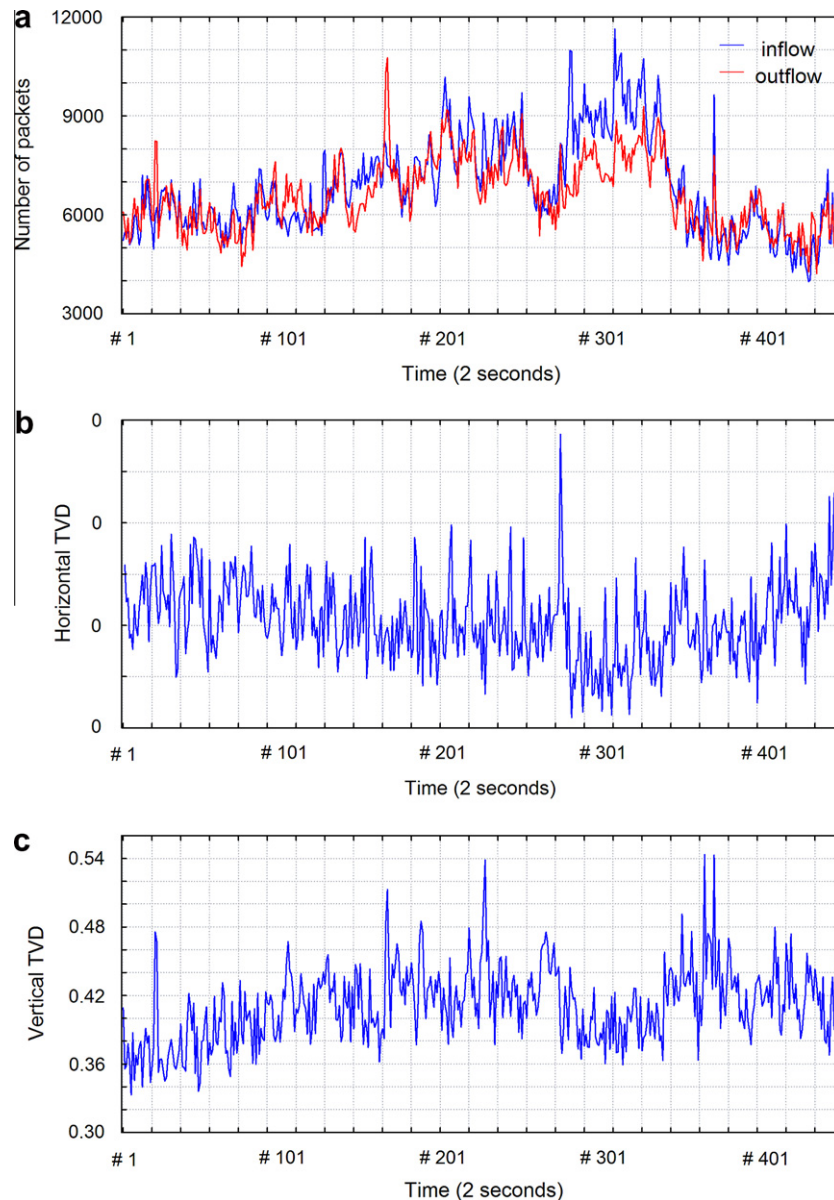 a
12000
9000
6000
3000
Number of packets
inflow
outflow
# 1 # 101 # 201 # 301 # 401
Time (2 seconds)
b
0
0
0
0
Horizontal TVD
# 1 # 101 # 201 # 301 # 401
Time (2 seconds)
c
0.54
0.48
0.42
0.36
0.30
Vertical TVD
# 1 # 101 # 201 # 301 # 401
Time (2 seconds)